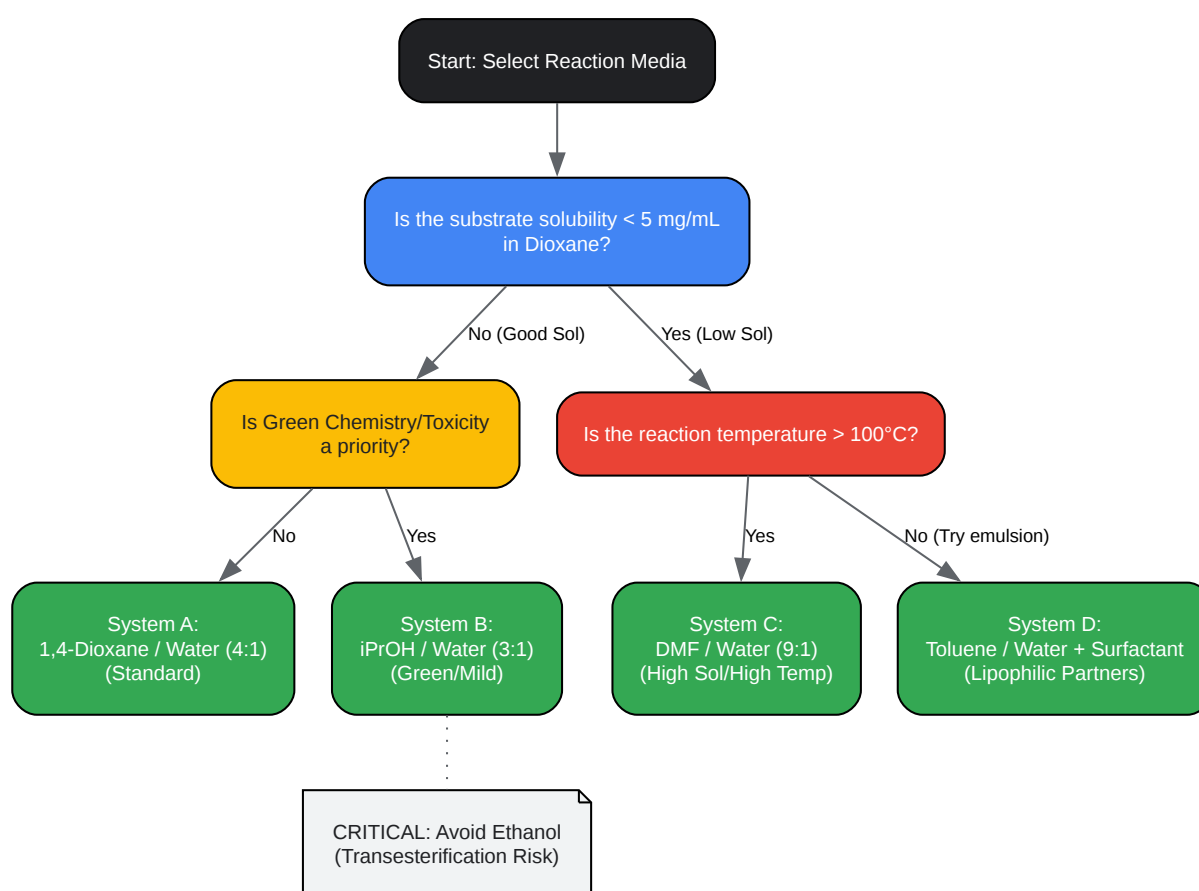 Start: Select Reaction Media
Is the substrate solubility < 5 mg/mL
in Dioxane?
No (Good Sol)
Yes (Low Sol)
Is Green Chemistry/Toxicity
a priority?
Is the reaction temperature > 100°C?
No
Yes
Yes
No (Try emulsion)
System A:
1,4-Dioxane / Water (4:1)
(Standard)
System B:
iPrOH / Water (3:1)
(Green/Mild)
System C:
DMF / Water (9:1)
(High Sol/High Temp)
System D:
Toluene / Water + Surfactant
(Lipophilic Partners)
CRITICAL: Avoid Ethanol
(Transesterification Risk)